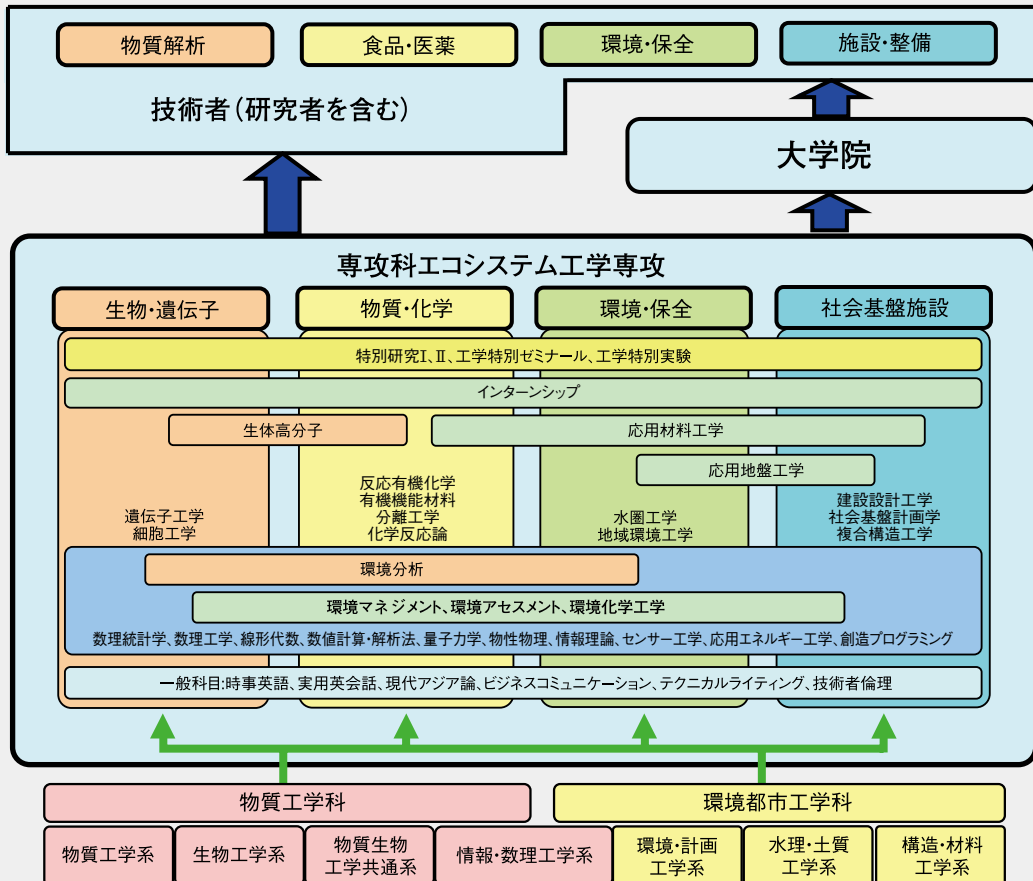 物質解析
食品・医薬
環境・保全
施設・整備
技術者（研究者を含む）
大学院
専攻科エコシステム工学専攻
生物・遺伝子
物質・化学
環境・保全
社会基盤施設
特別研究Ⅰ、Ⅱ、工学特別ゼミナール、工学特別実験
インターンシップ
生体高分子
応用材料工学
応用地盤工学
遺伝子工学
細胞工学
反応有機化学
有機機能材料
分離工学
化学反応論
水圏工学
地域環境工学
建設設計工学
社会基盤計画学
複合構造工学
環境分析
環境マネジメント、環境アセスメント、環境化学工学
数理統計学、数理工学、線形代数、数値計算・解析法、量子力学、物性物理、情報理論、センサー工学、応用エネルギー工学、創造プログラミング
一般科目:時事英語、実用英会話、現代アジア論、ビジネスコミュニケーション、テクニカルライティング、技術者倫理
物質工学科
環境都市工学科
物質工学系
生物工学系
物質生物
工学共通系
情報・数理工学系
環境・計画
工学系
水理・土質
工学系
構造・材料
工学系